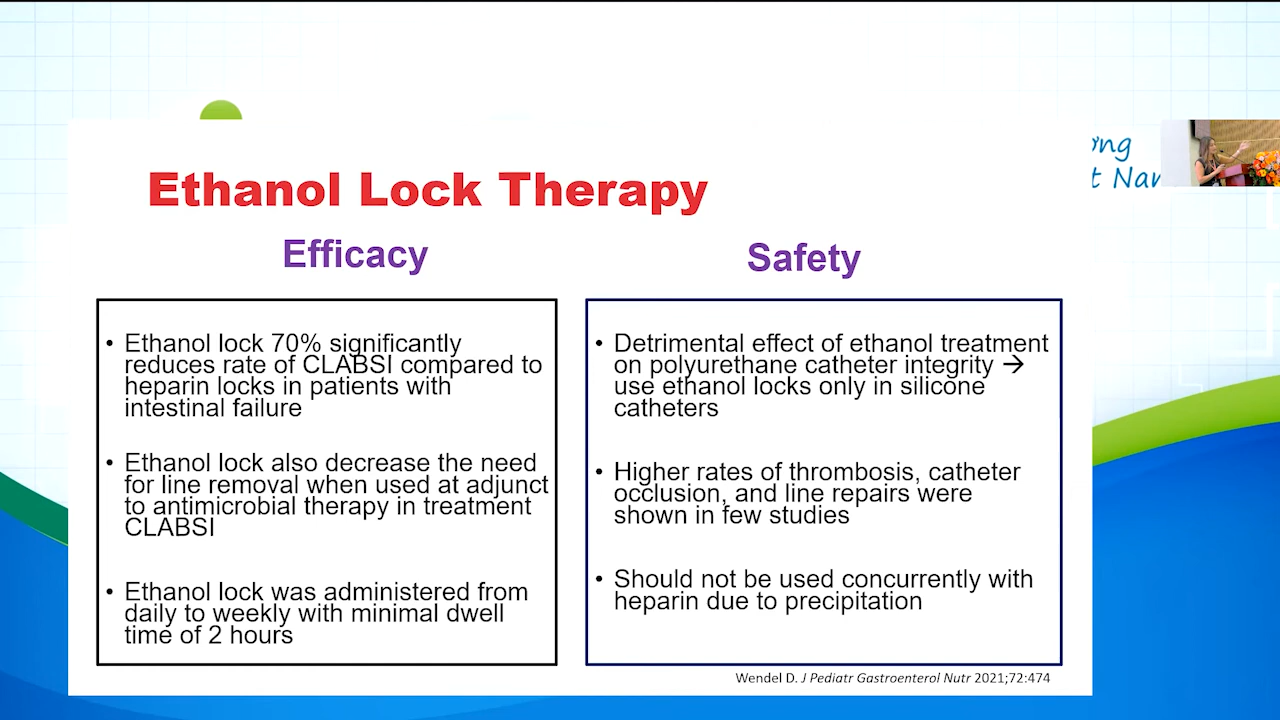 ơng
t Nan
Ethanol Lock Therapy
Efficacy
• Ethanol lock 70% significantly
reduces rate of CLABSI compared to
heparin locks in patients with
intestinal failure
• Ethanol lock also decrease the need
for line removal when used at adjunct
to antimicrobial therapy in treatment
CLABSI
• Ethanol lock was administered from
daily to weekly with minimal dwell
time of 2 hours
Safety
• Detrimental effect of ethanol treatment
on polyurethane catheter integrity →
use ethanol locks only in silicone
catheters
• Higher rates of thrombosis, catheter
occlusion, and line repairs were
shown in few studies
• Should not be used concurrently with
heparin due to precipitation
Wendel D. J Pediatr Gastroenterol Nutr 2021;72:474